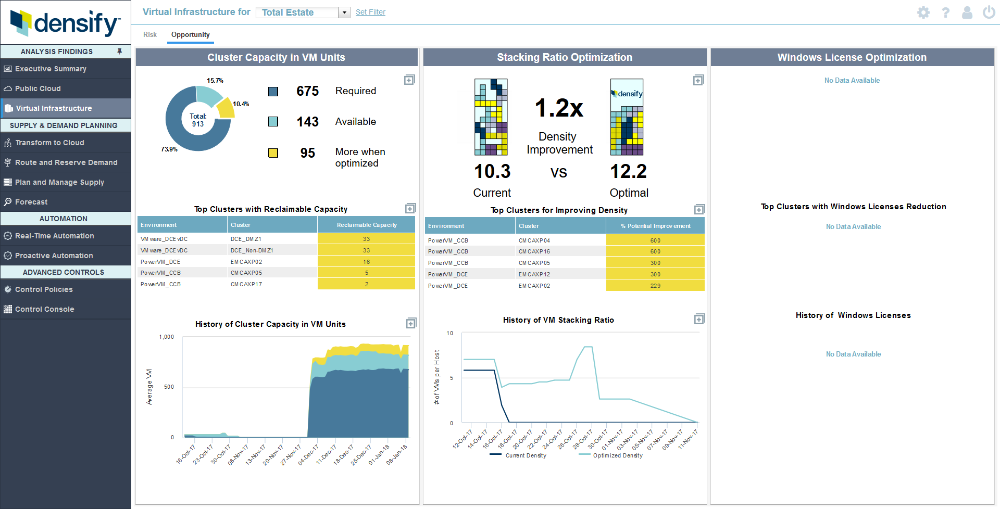 densify™
ANALYSIS FINDINGS
Executive Summary
Public Cloud
Virtual Infrastructure
SUPPLY & DEMAND PLANNING
Transform to Cloud
Route and Reserve Demand
Plan and Manage Supply
Forecast
AUTOMATION
Real-Time Automation
Proactive Automation
ADVANCED CONTROLS
Control Policies
Control Console
Virtual Infrastructure for Total Estate Set Filter
?
Risk Opportunity
Cluster Capacity in VM Units
15.7%
10.4%
73.9%
Total:
913
675 Required
143 Available
95 More when
optimized
Top Clusters with Reclaimable Capacity
Environment Cluster Reclaimable Capacity
VMware_DCEvDC DCE_DMZ1 33
VMware_DCEvDC DCE_Non-DMZ1 33
PowerVM_DCE EMCAXP02 16
PowerVM_CCB CMCAXP05 5
PowerVM_CCB CMCAXP17 2
History of Cluster Capacity in VM Units
1,000
500
0
Average VM
16-Oct-17 23-Oct-17 30-Oct-17 06-Nov-17 13-Nov-17 20-Nov-17 27-Nov-17 04-Dec-17 11-Dec-17 18-Dec-17 25-Dec-17 01-Jan-18 08-Jan-18
Stacking Ratio Optimization
densify
1.2x
Density
Improvement
10.3 vs 12.2
Current Optimal
Top Clusters for Improving Density
Environment Cluster % Potential Improvement
PowerVM_CCB CMCAXP04 600
PowerVM_CCB CMCAXP16 600
PowerVM_CCB CMCAXP05 300
PowerVM_DCE EMCAXP12 300
PowerVM_DCE EMCAXP02 229
History of VM Stacking Ratio
10
5
0
# of VMs per Host
12-Oct-17 14-Oct-17 16-Oct-17 18-Oct-17 20-Oct-17 22-Oct-17 24-Oct-17 26-Oct-17 28-Oct-17 30-Oct-17 01-Nov-17 03-Nov-17 05-Nov-17 07-Nov-17 09-Nov-17 11-Nov-17
Current Density Optimized Density
Windows License Optimization
No Data Available
Top Clusters with Windows Licenses Reduction
No Data Available
History of Windows Licenses
No Data Available